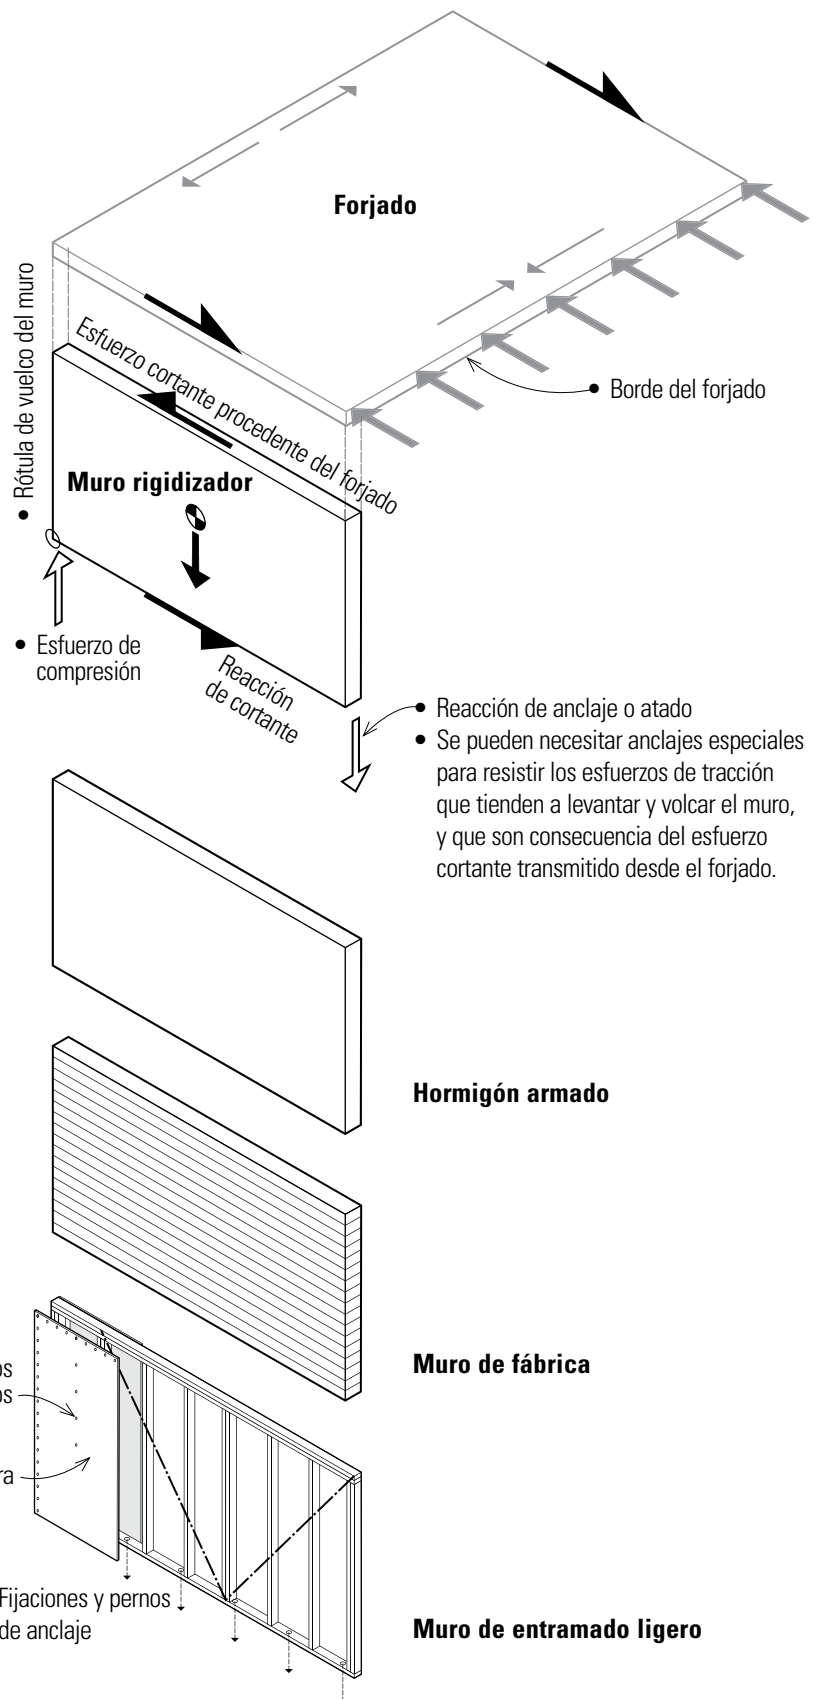 Forjado
• Rótula de vuelco del muro
Esfuerzo cortante procedente del forjado
• Borde del forjado
Muro rigidizador
• Esfuerzo de
compresión
Reacción
de cortante
• Reacción de anclaje o atado
• Se pueden necesitar anclajes especiales
para resistir los esfuerzos de tracción
que tienden a levantar y volcar el muro,
y que son consecuencia del esfuerzo
cortante transmitido desde el forjado.
Hormigón armado
Muro de fábrica
Fijaciones y pernos
de anclaje
Muro de entramado ligero